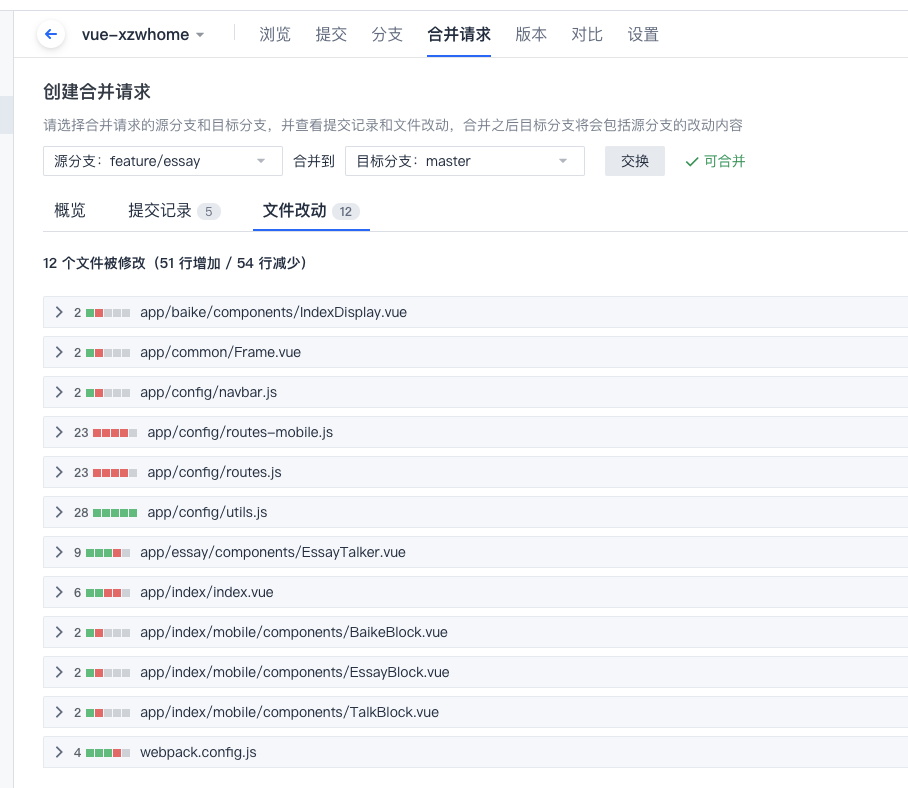 vue-xzwhome 浏览 提交 分支 合并请求 版本 对比 设置
创建合并请求
请选择合并请求的源分支和目标分支，并查看提交记录和文件改动，合并之后目标分支将会包括源分支的改动内容
源分支：feature/essay 合并到 目标分支：master 交换 可合并
概览 提交记录 5 文件改动 12
12 个文件被修改（51 行增加 / 54 行减少）
2 app/baike/components/IndexDisplay.vue
2 app/common/Frame.vue
2 app/config/navbar.js
23 app/config/routes-mobile.js
23 app/config/routes.js
28 app/config/utils.js
9 app/essay/components/EssayTalker.vue
6 app/index/index.vue
2 app/index/mobile/components/BaikeBlock.vue
2 app/index/mobile/components/EssayBlock.vue
2 app/index/mobile/components/TalkBlock.vue
4 webpack.config.js